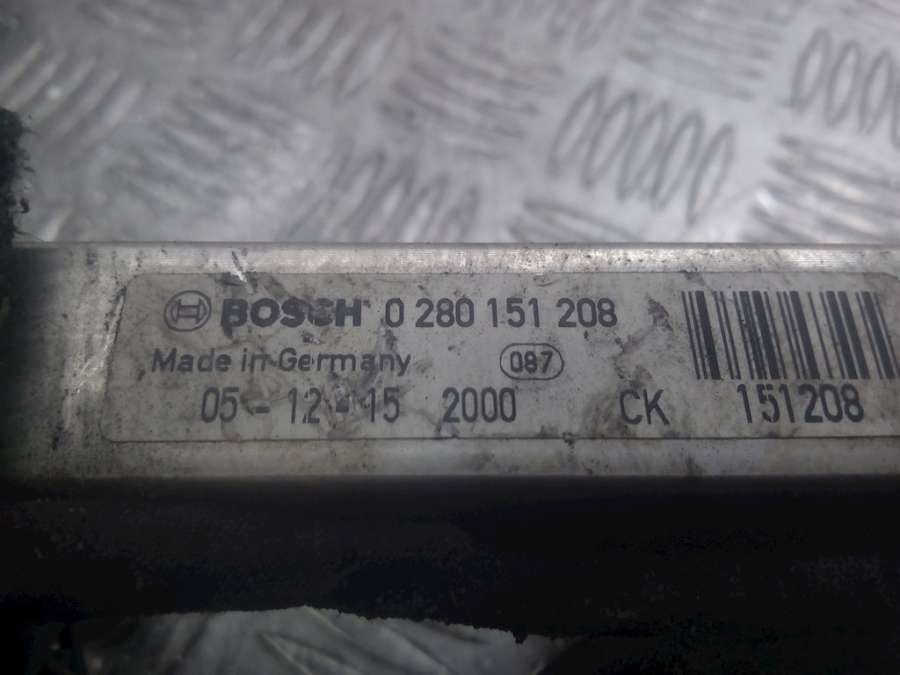 BOSCH 0 280 151 208
Made in Germany 087
05 - 12 - 15 2000 CK 151208